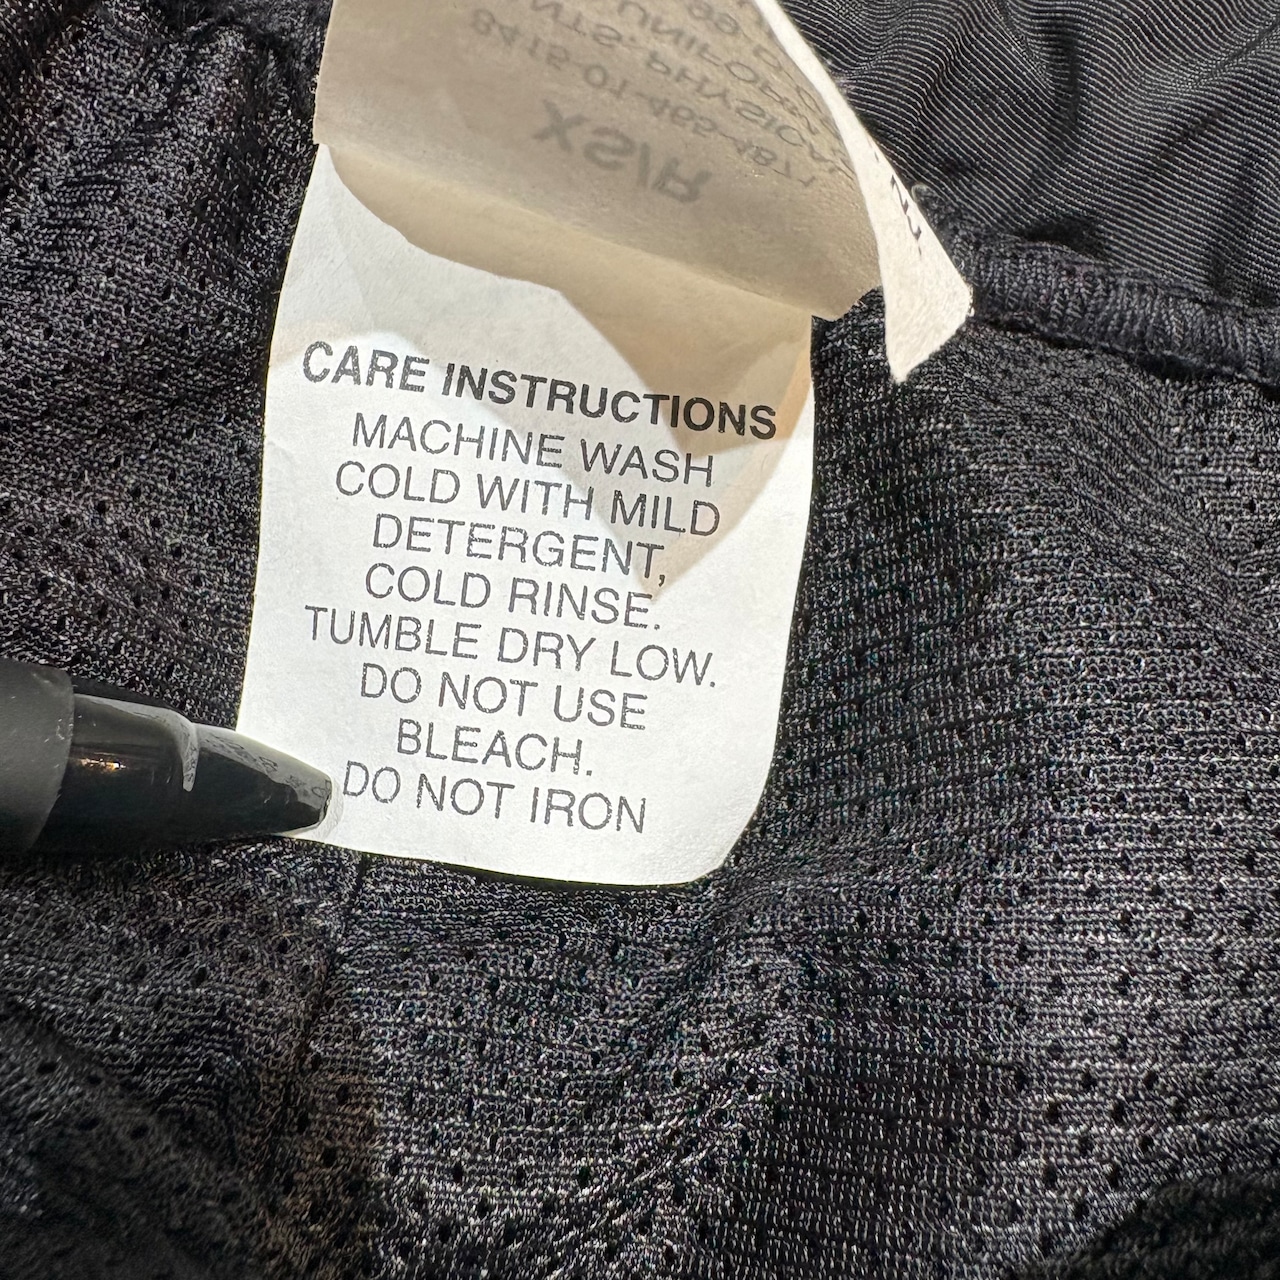 XS/R
CARE INSTRUCTIONS
MACHINE WASH
COLD WITH MILD
DETERGENT,
COLD RINSE.
TUMBLE DRY LOW.
DO NOT USE
BLEACH.
DO NOT IRON